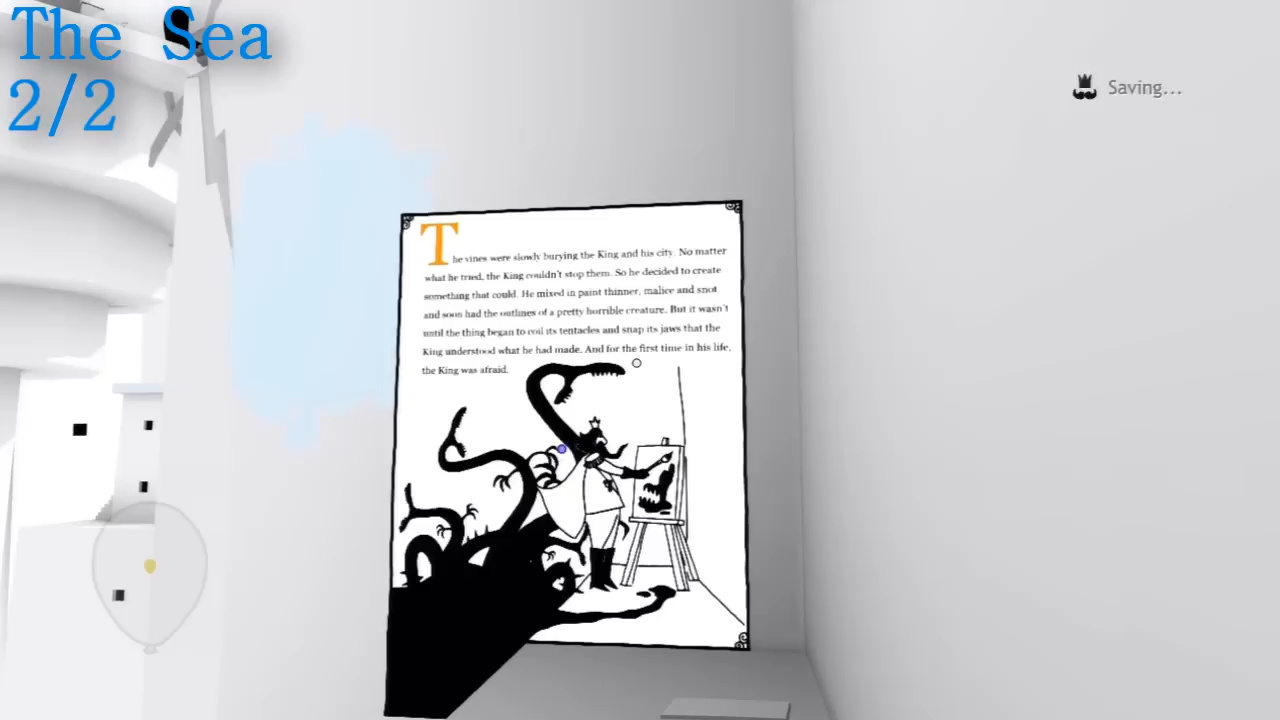 The Sea
2/2
Saving...
The vines were slowly burying the King and his city. No matter
what he tried, the King couldn't stop them. So he decided to create
something that could. He mixed in paint thinner, malice and snot
and soon had the outlines of a pretty horrible creature. But it wasn't
until the thing began to coil its tentacles and snap its jaws that the
King understood what he had made. And for the first time in his life,
the King was afraid.